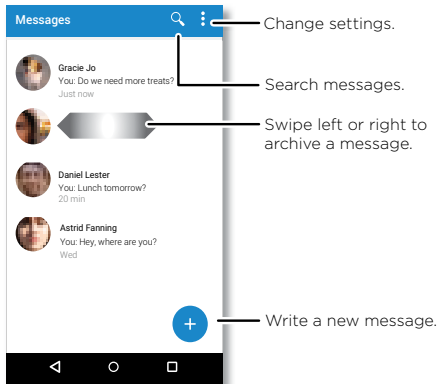 Messages
Change settings.
Gracie Jo
You: Do we need more treats?
Just now
Search messages.
Swipe left or right to
archive a message.
Daniel Lester
You: Lunch tomorrow?
20 min
Astrid Fanning
You: Hey, where are you?
Wed
Write a new message.